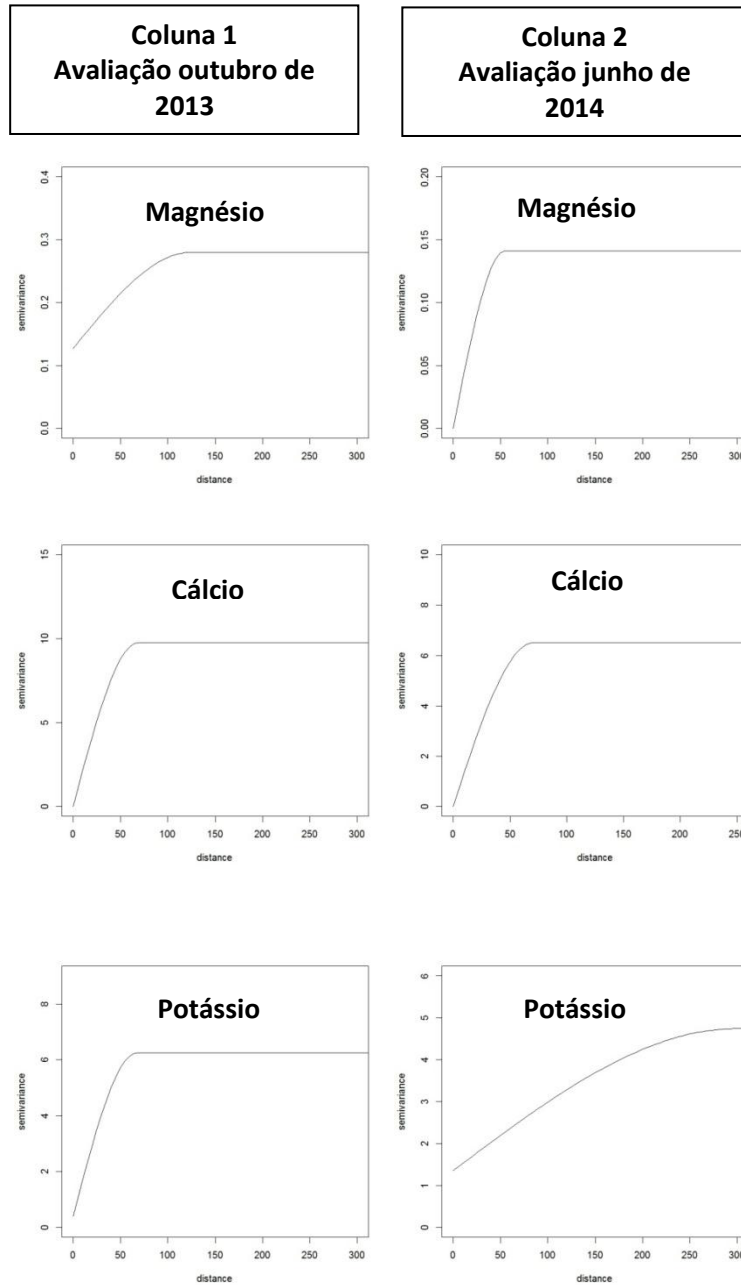 Coluna 1
Avaliação outubro de
2013
Coluna 2
Avaliação junho de
2014
Magnésio
semivariance
0.0 0.1 0.2 0.3 0.4
0 50 100 150 200 250 300
distance
Magnésio
semivariance
0.00 0.05 0.10 0.15 0.20
0 50 100 150 200 250 300
distance
Cálcio
semivariance
0 5 10 15
0 50 100 150 200 250 300
distance
Cálcio
semivariance
0 2 4 6 8 10
0 50 100 150 200 250
distance
Potássio
semivariance
0 2 4 6 8
0 50 100 150 200 250 300
distance
Potássio
semivariance
0 1 2 3 4 5 6
0 50 100 150 200 250 300
distance